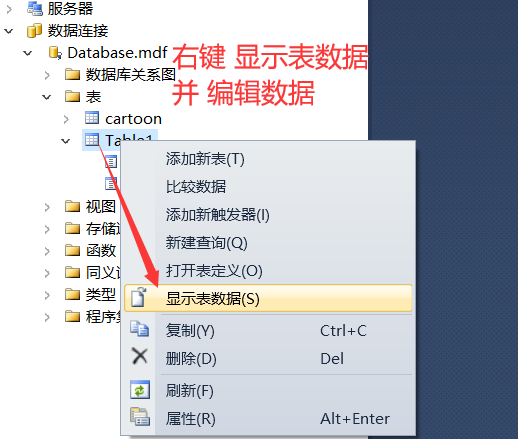 服务器
数据连接
Database.mdf
数据库关系图
表
cartoon
Table1
视图
存储过
函数
同义词
类型
程序集
右键 显示表数据
并 编辑数据
添加新表(T)
比较数据
添加新触发器(I)
新建查询(Q)
打开表定义(O)
显示表数据(S)
复制(Y) Ctrl+C
删除(D) Del
刷新(F)
属性(R) Alt+Enter